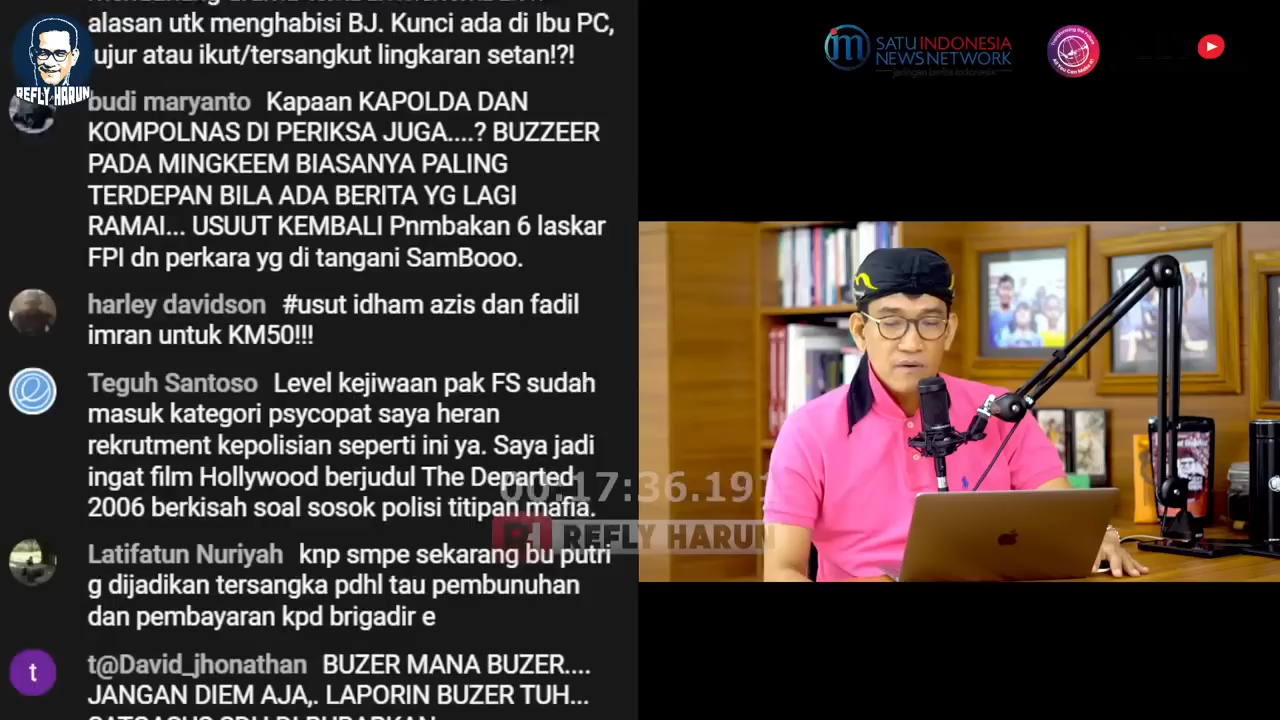 alasan utk menghabisi BJ. Kunci ada di Ibu PC,
jujur atau ikut/tersangkut lingkaran setan!?!
REFLY HARUN
budi maryanto Kapaan KAPOLDA DAN
KOMPOLNAS DI PERIKSA JUGA....? BUZZEER
PADA MINGKEEM BIASANYA PALING
TERDEPAN BILA ADA BERITA YG LAGI
RAMAI... USUUT KEMBALI Pnmbakan 6 laskar
FPI dn perkara yg di tangani SamBooo.
harley davidson #usut idham azis dan fadil
imran untuk KM50!!!
Teguh Santoso Level kejiwaan pak FS sudah
masuk kategori psycopat saya heran
rekrutment kepolisian seperti ini ya. Saya jadi
ingat film Hollywood berjudul The Departed
2006 berkisah soal sosok polisi titipan mafia.
Latifatun Nuriyah knp smpe sekarang bu putri
g dijadikan tersangka pdhl tau pembunuhan
dan pembayaran kpd brigadir e
t
t@David_jhonathan BUZER MANA BUZER....
JANGAN DIEM AJA,. LAPORIN BUZER TUH...
SATU INDONESIA
NEWS NETWORK
jaringan berita indonesia
00:17:36.191
REFLY HARUN